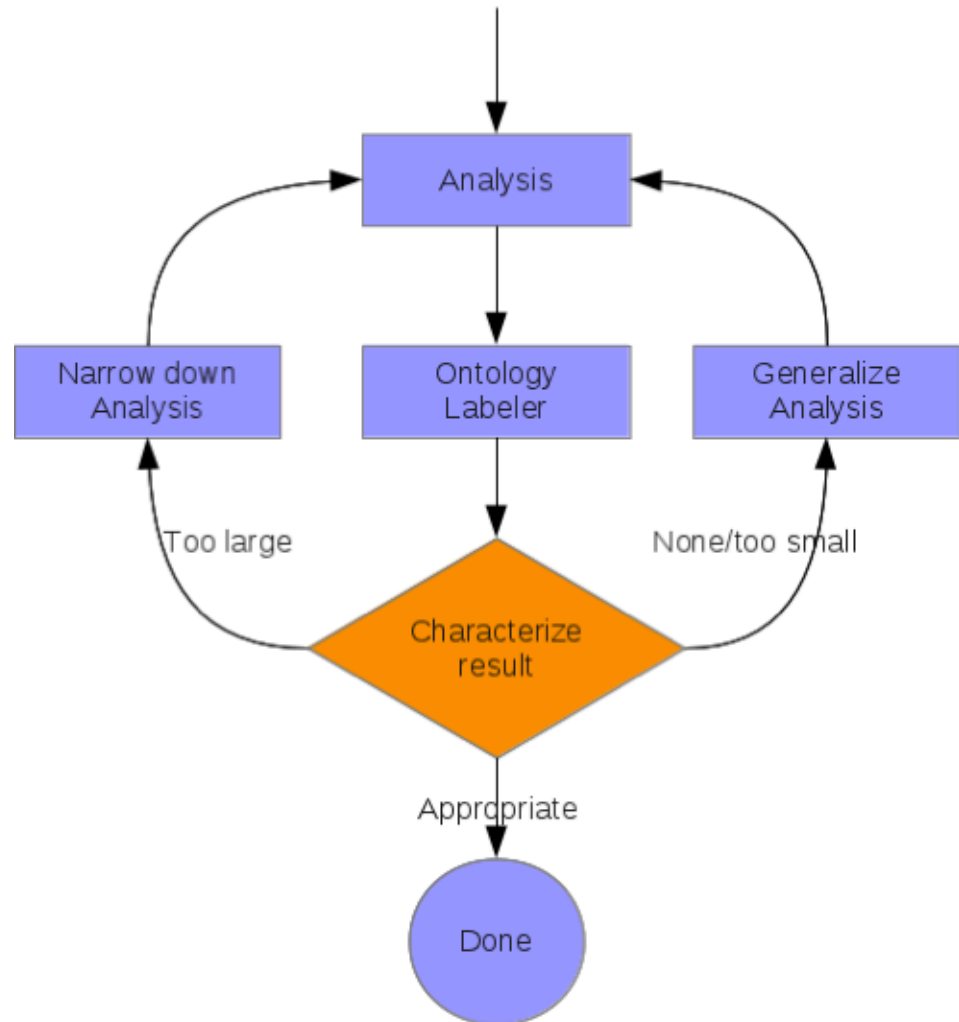 Analysis
Narrow down
Analysis
Ontology
Labeler
Generalize
Analysis
Too large
None/too small
Characterize
result
Appropriate
Done